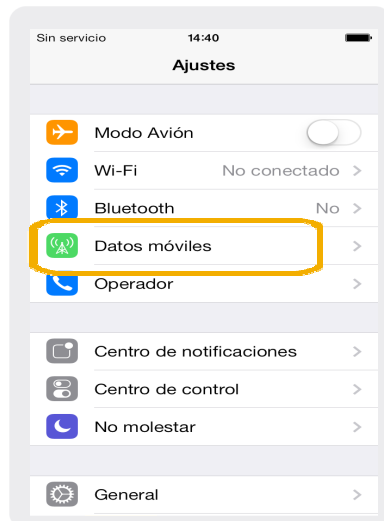 Sin servicio 14:40
Ajustes
Modo Avión
Wi-Fi No conectado
Bluetooth No
Datos móviles
Operador
Centro de notificaciones
Centro de control
No molestar
General